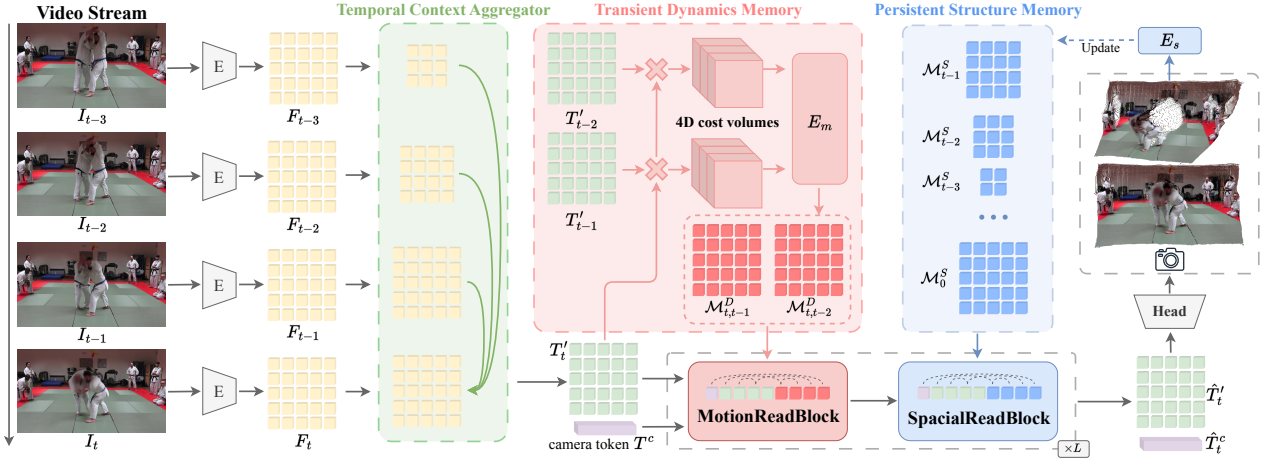 Video Stream
Temporal Context Aggregator
Transient Dynamics Memory
Persistent Structure Memory
E
I_{t-3}
F_{t-3}
E
I_{t-2}
F_{t-2}
E
I_{t-1}
F_{t-1}
E
I_t
F_t
T'_{t-2}
T'_{t-1}
4D cost volumes
E_m
M^D_{t,t-1}
M^D_{t,t-2}
M^S_{t-1}
M^S_{t-2}
M^S_{t-3}
...
M^S_0
Update
E_s
Head
T'_t
camera token T^c
MotionReadBlock
SpacialReadBlock
×L
T̂'_t
T̂^c_t